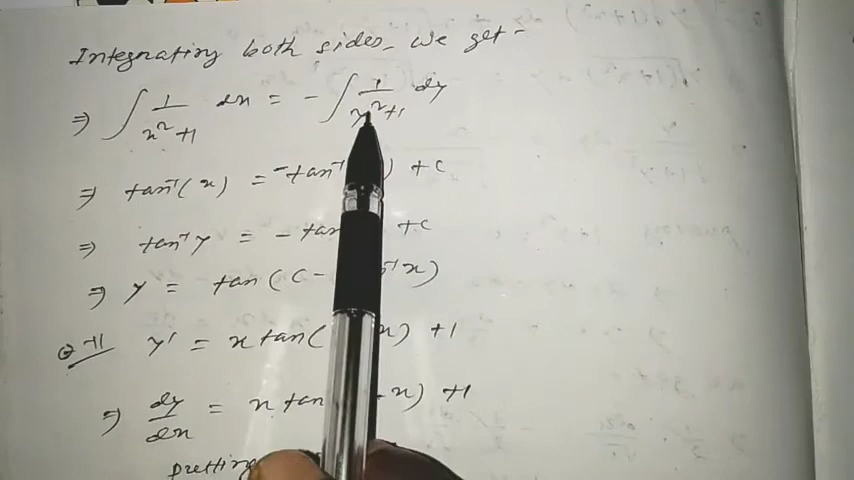 Integrating both sides, we get -
⇒ ∫ 1/(x²+1) dx = - ∫ 1/(y²+1) dy
⇒ tan⁻¹(x) = -tan⁻¹ ) + C
⇒ tan⁻¹y = - tan + C
⇒ y = tan(C - x)
Q-11 y' = x tan( x) + 1
⇒ dy/dx = x tan - x) + 1
putting